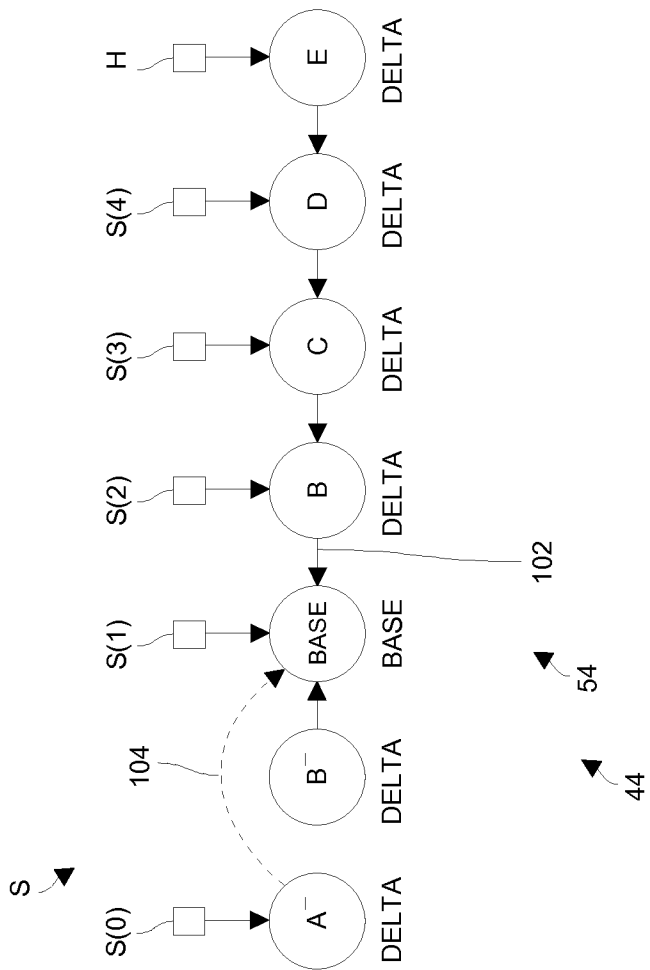 S
S(0) S(1) S(2) S(3) S(4) H
104
A⁻ B⁻ BASE B C D E
DELTA DELTA BASE DELTA DELTA DELTA DELTA
102
54
44